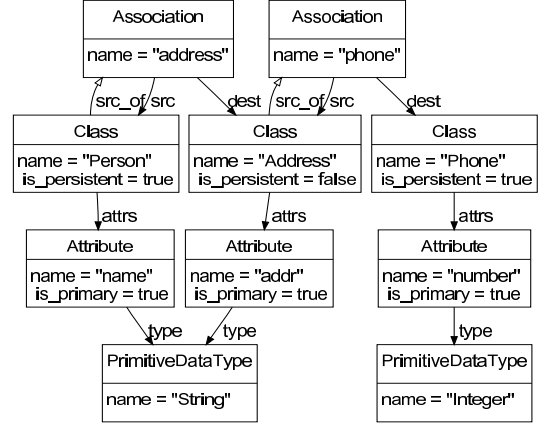 Association
name = "address"
Association
name = "phone"
src_of
src
dest
src_of
src
dest
Class
name = "Person"
is_persistent = true
Class
name = "Address"
is_persistent = false
Class
name = "Phone"
is_persistent = true
attrs
attrs
attrs
Attribute
name = "name"
is_primary = true
Attribute
name = "addr"
is_primary = true
Attribute
name = "number"
is_primary = true
type
type
type
PrimitiveDataType
name = "String"
PrimitiveDataType
name = "Integer"